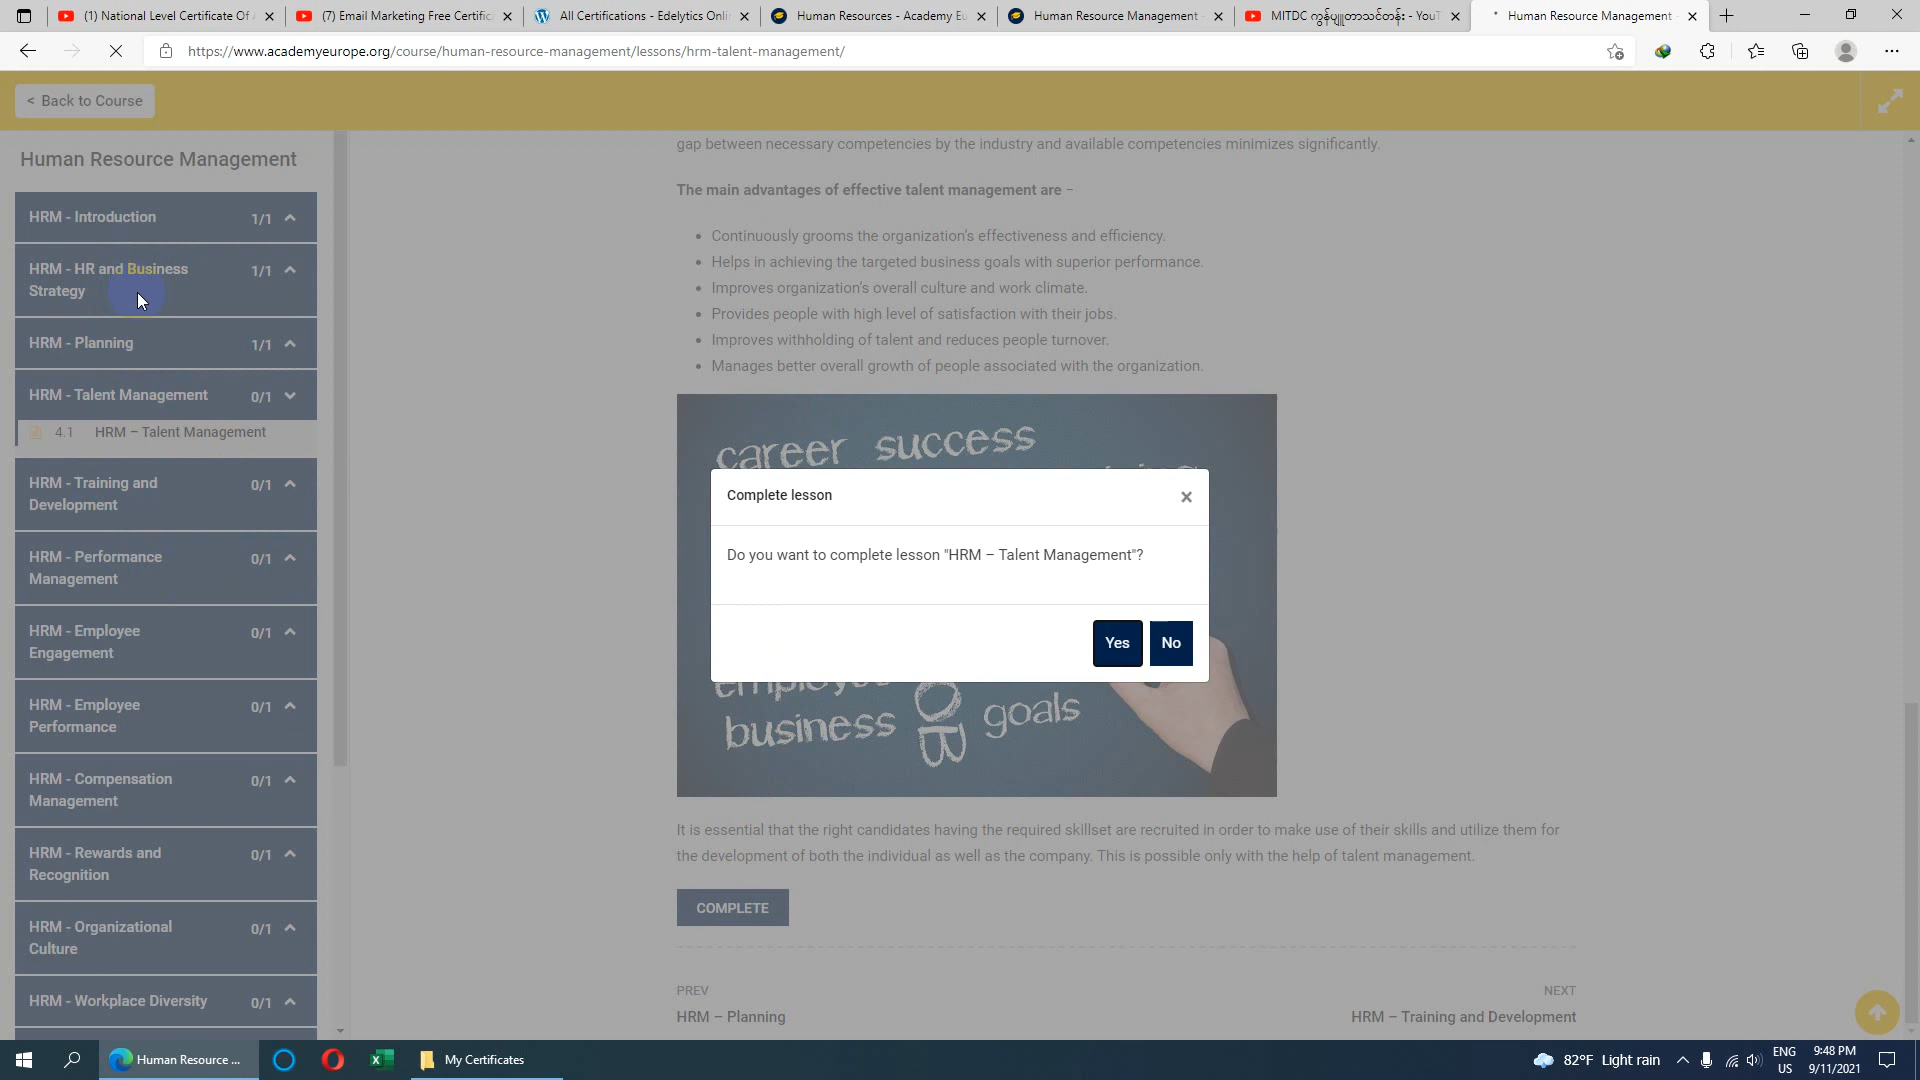 (1) National Level Certificate Of
(7) Email Marketing Free Certific
All Certifications - Edelytics Onli
Human Resources - Academy Eu
Human Resource Management -
MITDC ကွန်ပျူတာသင်တန်း - YouT
Human Resource Management
https://www.academyeurope.org/course/human-resource-management/lessons/hrm-talent-management/
< Back to Course
Human Resource Management
HRM - Introduction 1/1
HRM - HR and Business 1/1
Strategy
HRM - Planning 1/1
HRM - Talent Management 0/1
4.1 HRM – Talent Management
HRM - Training and 0/1
Development
HRM - Performance 0/1
Management
HRM - Employee 0/1
Engagement
HRM - Employee 0/1
Performance
HRM - Compensation 0/1
Management
HRM - Rewards and 0/1
Recognition
HRM - Organizational 0/1
Culture
HRM - Workplace Diversity 0/1
gap between necessary competencies by the industry and available competencies minimizes significantly.
The main advantages of effective talent management are –
• Continuously grooms the organization's effectiveness and efficiency.
• Helps in achieving the targeted business goals with superior performance.
• Improves organization's overall culture and work climate.
• Provides people with high level of satisfaction with their jobs.
• Improves withholding of talent and reduces people turnover.
• Manages better overall growth of people associated with the organization.
career success
Complete lesson ×
Do you want to complete lesson "HRM – Talent Management"?
Yes No
business goals
It is essential that the right candidates having the required skillset are recruited in order to make use of their skills and utilize them for
the development of both the individual as well as the company. This is possible only with the help of talent management.
COMPLETE
PREV
HRM – Planning
NEXT
HRM – Training and Development
Human Resource ...
My Certificates
82°F Light rain
ENG
US
9:48 PM
9/11/2021